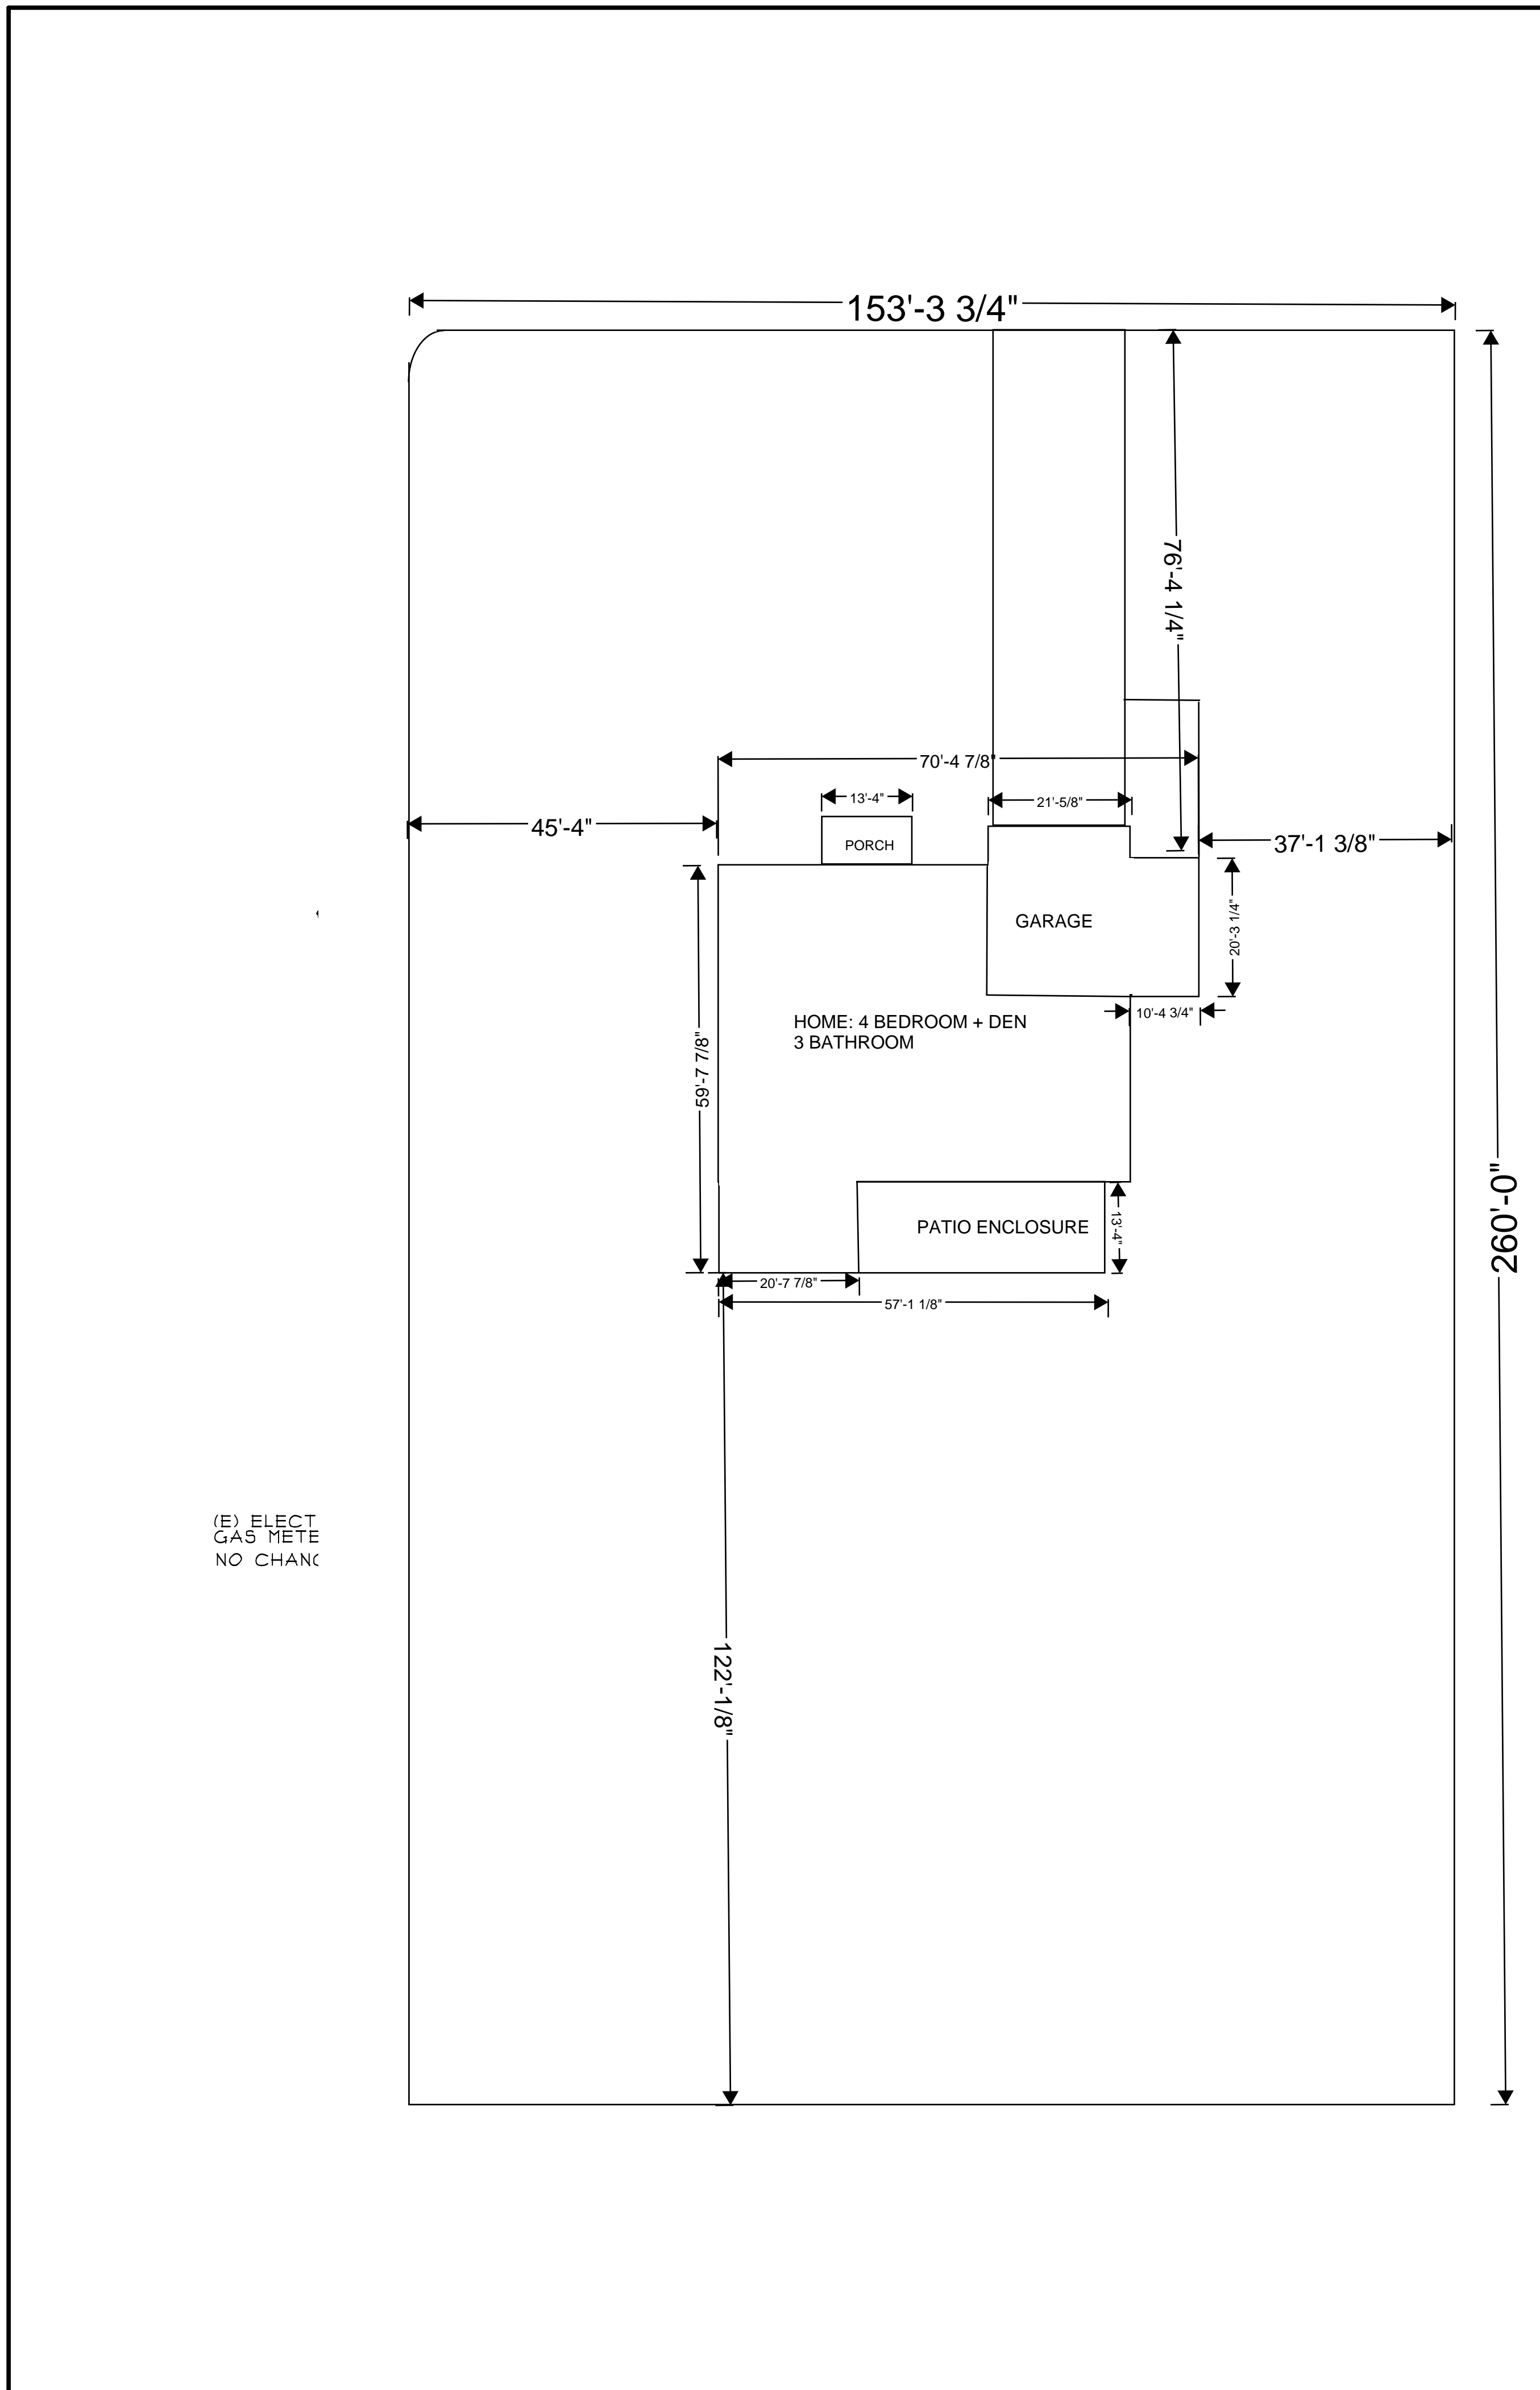 153'-3 3/4"
76'-4 1/4"
70'-4 7/8"
13'-4"
21'-5/8"
45'-4"
37'-1 3/8"
PORCH
GARAGE
20'-3 1/4"
10'-4 3/4"
HOME: 4 BEDROOM + DEN
3 BATHROOM
59'-7 7/8"
260'-0"
PATIO ENCLOSURE
13'-4"
20'-7 7/8"
57'-1 1/8"
(E) ELECT
GAS METE
NO CHANG
122'-1/8"